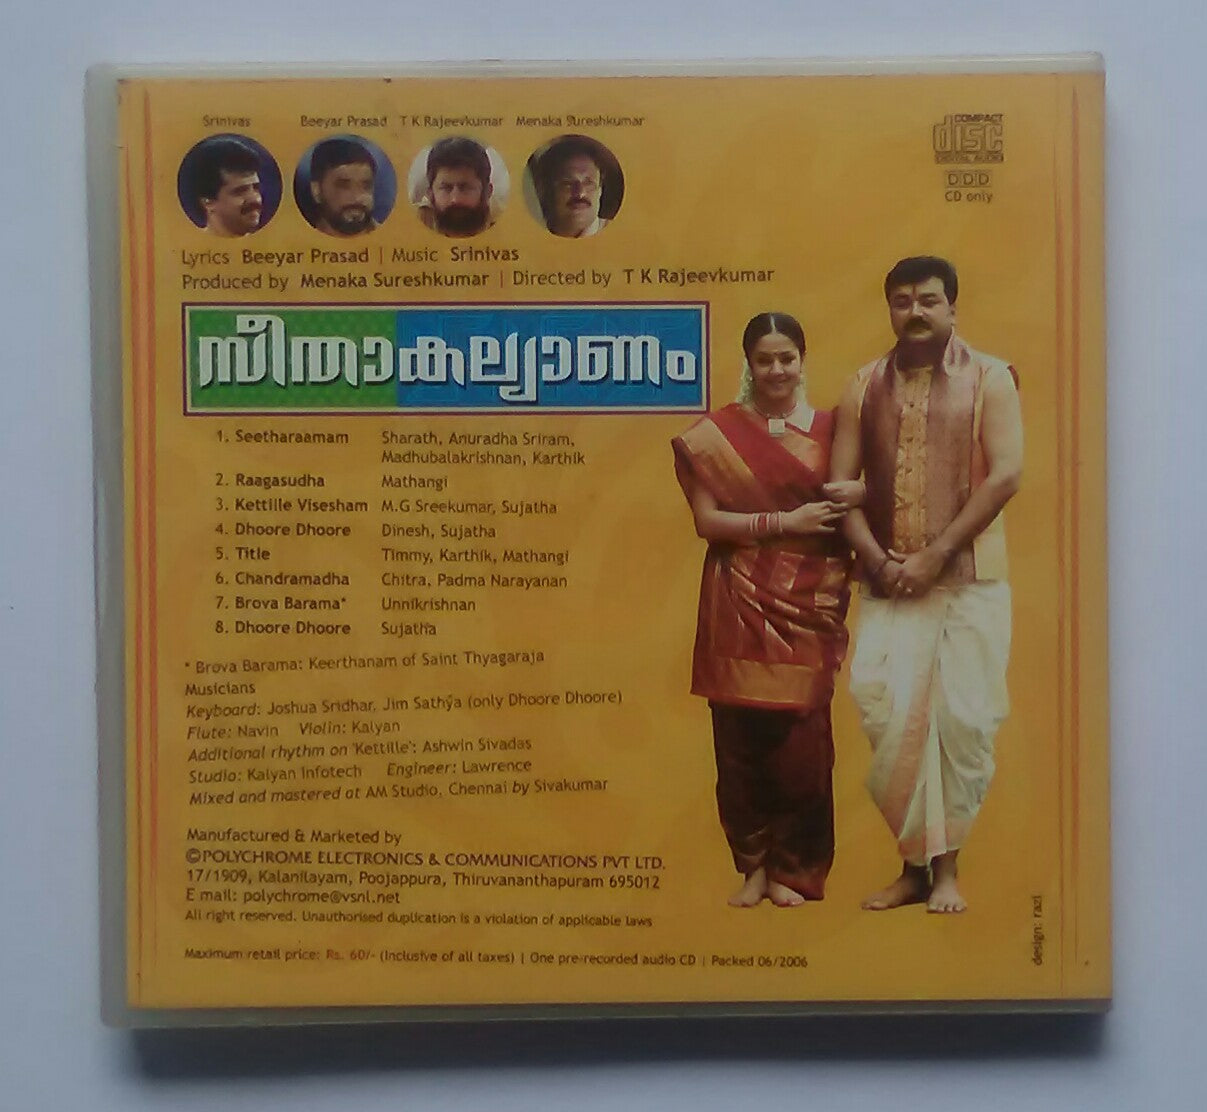 Srinivas Beeyar Prasad T K Rajeevkumar Menaka Sureshkumar
COMPACT
disc
DIGITAL AUDIO
DDD
CD only
Lyrics Beeyar Prasad | Music Srinivas
Produced by Menaka Sureshkumar | Directed by T K Rajeevkumar
സീതാകല്യാണം
1. Seetharaamam Sharath, Anuradha Sriram,
Madhubalakrishnan, Karthik
2. Raagasudha Mathangi
3. Kettille Visesham M.G Sreekumar, Sujatha
4. Dhoore Dhoore Dinesh, Sujatha
5. Title Timmy, Karthik, Mathangi
6. Chandramadha Chitra, Padma Narayanan
7. Brova Barama* Unnikrishnan
8. Dhoore Dhoore Sujatha
* Brova Barama: Keerthanam of Saint Thyagaraja
Musicians
Keyboard: Joshua Sridhar, Jim Sathya (only Dhoore Dhoore)
Flute: Navin Violin: Kalyan
Additional rhythm on 'Kettille': Ashwin Sivadas
Studio: Kalyan Infotech Engineer: Lawrence
Mixed and mastered at AM Studio, Chennai by Sivakumar
Manufactured & Marketed by
©POLYCHROME ELECTRONICS & COMMUNICATIONS PVT LTD.
17/1909, Kalanilayam, Poojappura, Thiruvananthapuram 695012
E mail: polychrome@vsnl.net
All right reserved. Unauthorised duplication is a violation of applicable laws
Maximum retail price: Rs. 60/- (Inclusive of all taxes) | One pre-recorded audio CD | Packed 06/2006
design: razi